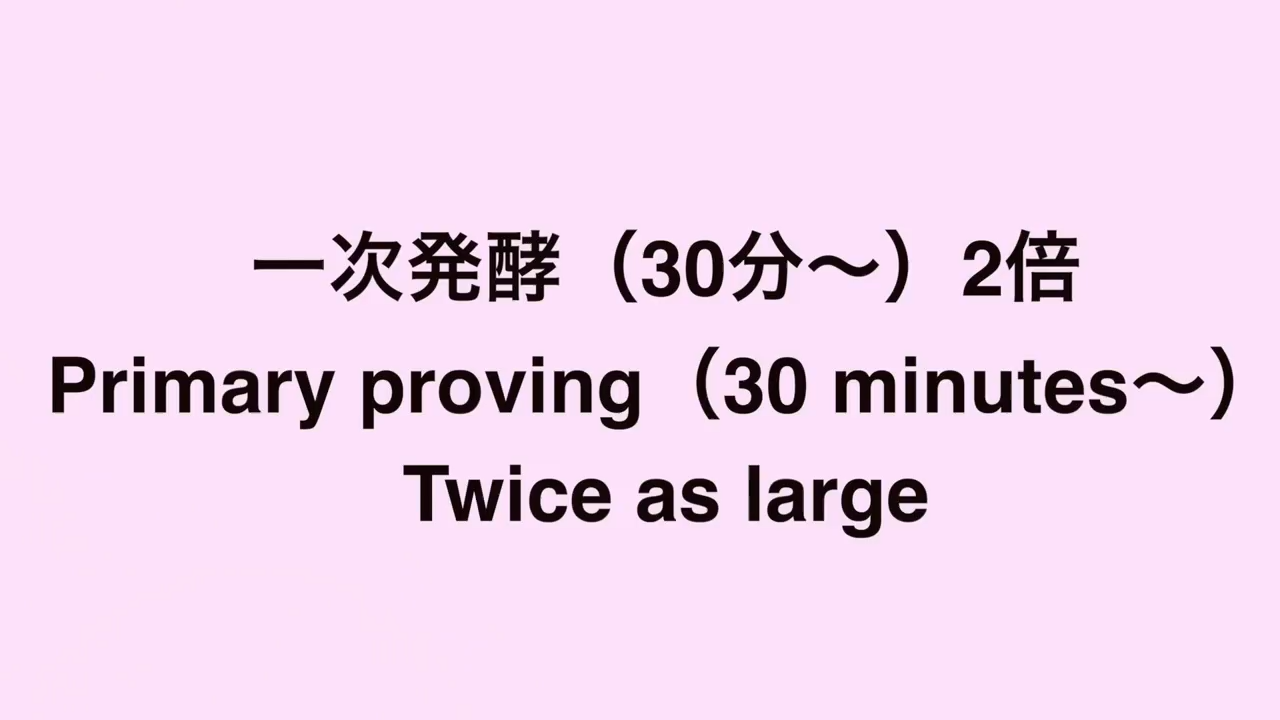 一次発酵（30分〜）2倍
Primary proving（30 minutes〜）
Twice as large